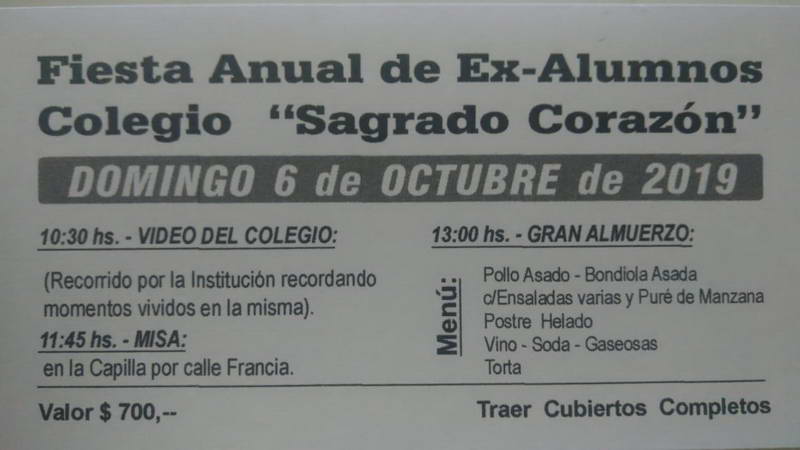 Fiesta Anual de Ex-Alumnos
Colegio “Sagrado Corazón”
DOMINGO 6 de OCTUBRE de 2019
10:30 hs. - VIDEO DEL COLEGIO:
(Recorrido por la Institución recordando
momentos vividos en la misma).
11:45 hs. - MISA:
en la Capilla por calle Francia.
13:00 hs. - GRAN ALMUERZO:
Menú:
Pollo Asado - Bondiola Asada
c/Ensaladas varias y Puré de Manzana
Postre Helado
Vino - Soda - Gaseosas
Torta
Valor $ 700,--
Traer Cubiertos Completos